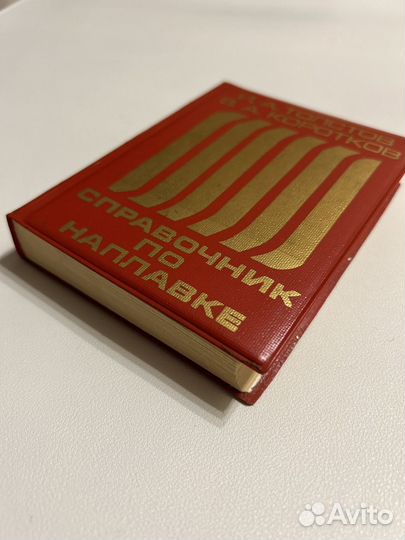 И.А. ТОЛСТОВ
В.А. КОРОТКОВ
СПРАВОЧНИК
ПО
НАПЛАВКЕ
Avito